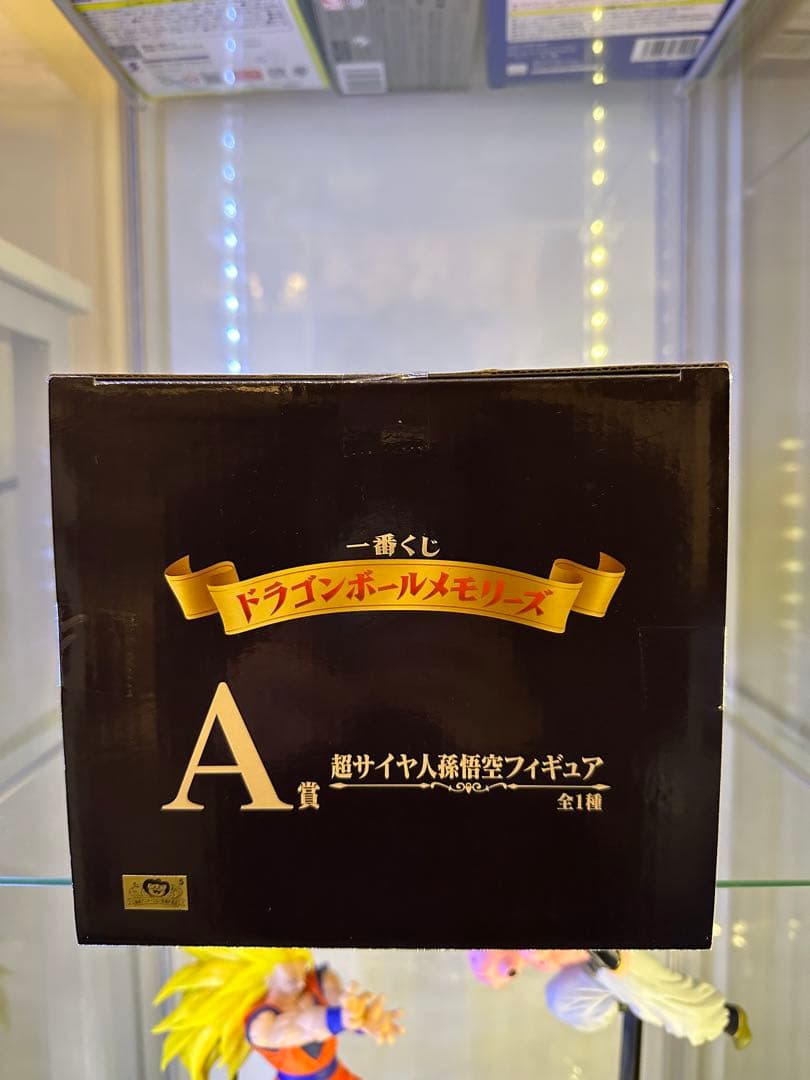 一番くじ
ドラゴンボールメモリーズ
A賞
超サイヤ人孫悟空フィギュア
全1種